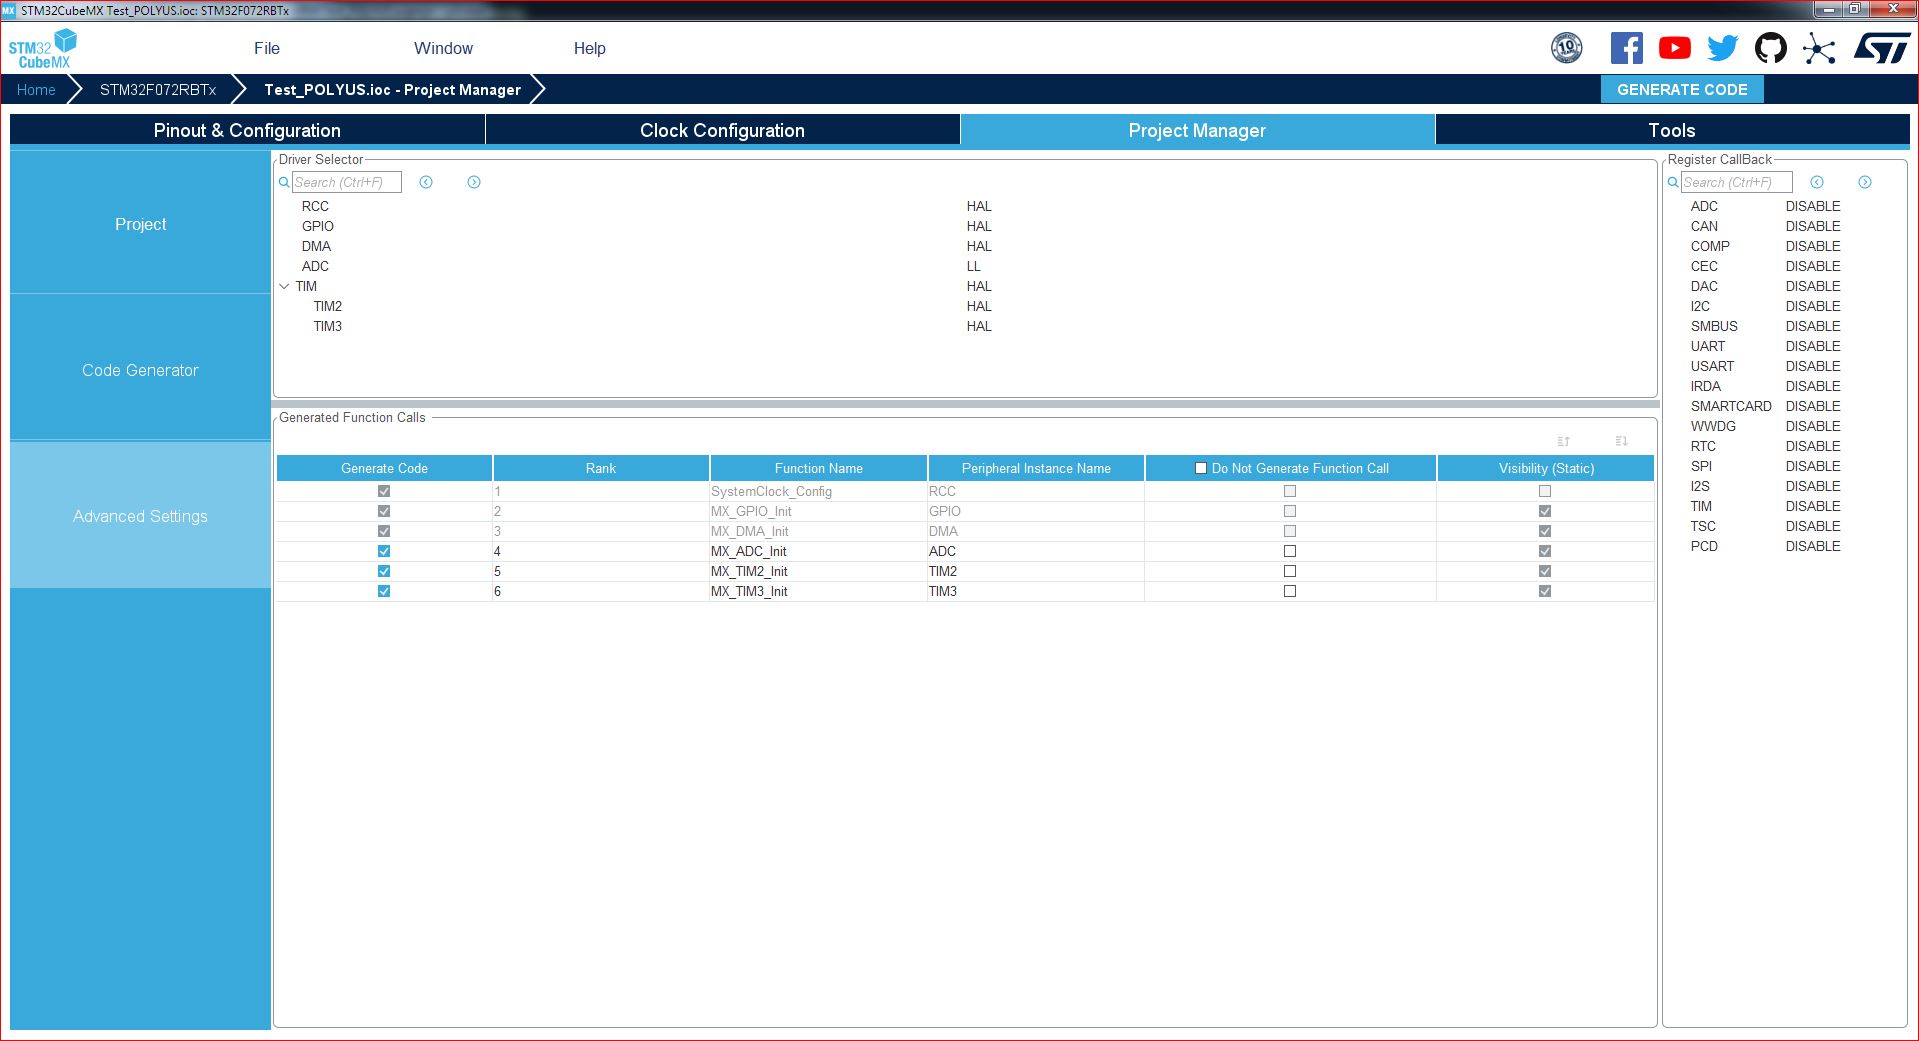 MX STM32CubeMX Test_POLYUS.ioc: STM32F072RBTx
STM32
CubeMX
File Window Help
10
ST
Home STM32F072RBTx Test_POLYUS.ioc - Project Manager GENERATE CODE
Pinout & Configuration Clock Configuration Project Manager Tools
Project
Code Generator
Advanced Settings
Driver Selector
Search (Ctrl+F)
RCC HAL
GPIO HAL
DMA HAL
ADC LL
TIM HAL
TIM2 HAL
TIM3 HAL
Generated Function Calls
Generate Code Rank Function Name Peripheral Instance Name Do Not Generate Function Call Visibility (Static)
1 SystemClock_Config RCC
2 MX_GPIO_Init GPIO
3 MX_DMA_Init DMA
4 MX_ADC_Init ADC
5 MX_TIM2_Init TIM2
6 MX_TIM3_Init TIM3
Register CallBack
Search (Ctrl+F)
ADC DISABLE
CAN DISABLE
COMP DISABLE
CEC DISABLE
DAC DISABLE
I2C DISABLE
SMBUS DISABLE
UART DISABLE
USART DISABLE
IRDA DISABLE
SMARTCARD DISABLE
WWDG DISABLE
RTC DISABLE
SPI DISABLE
I2S DISABLE
TIM DISABLE
TSC DISABLE
PCD DISABLE